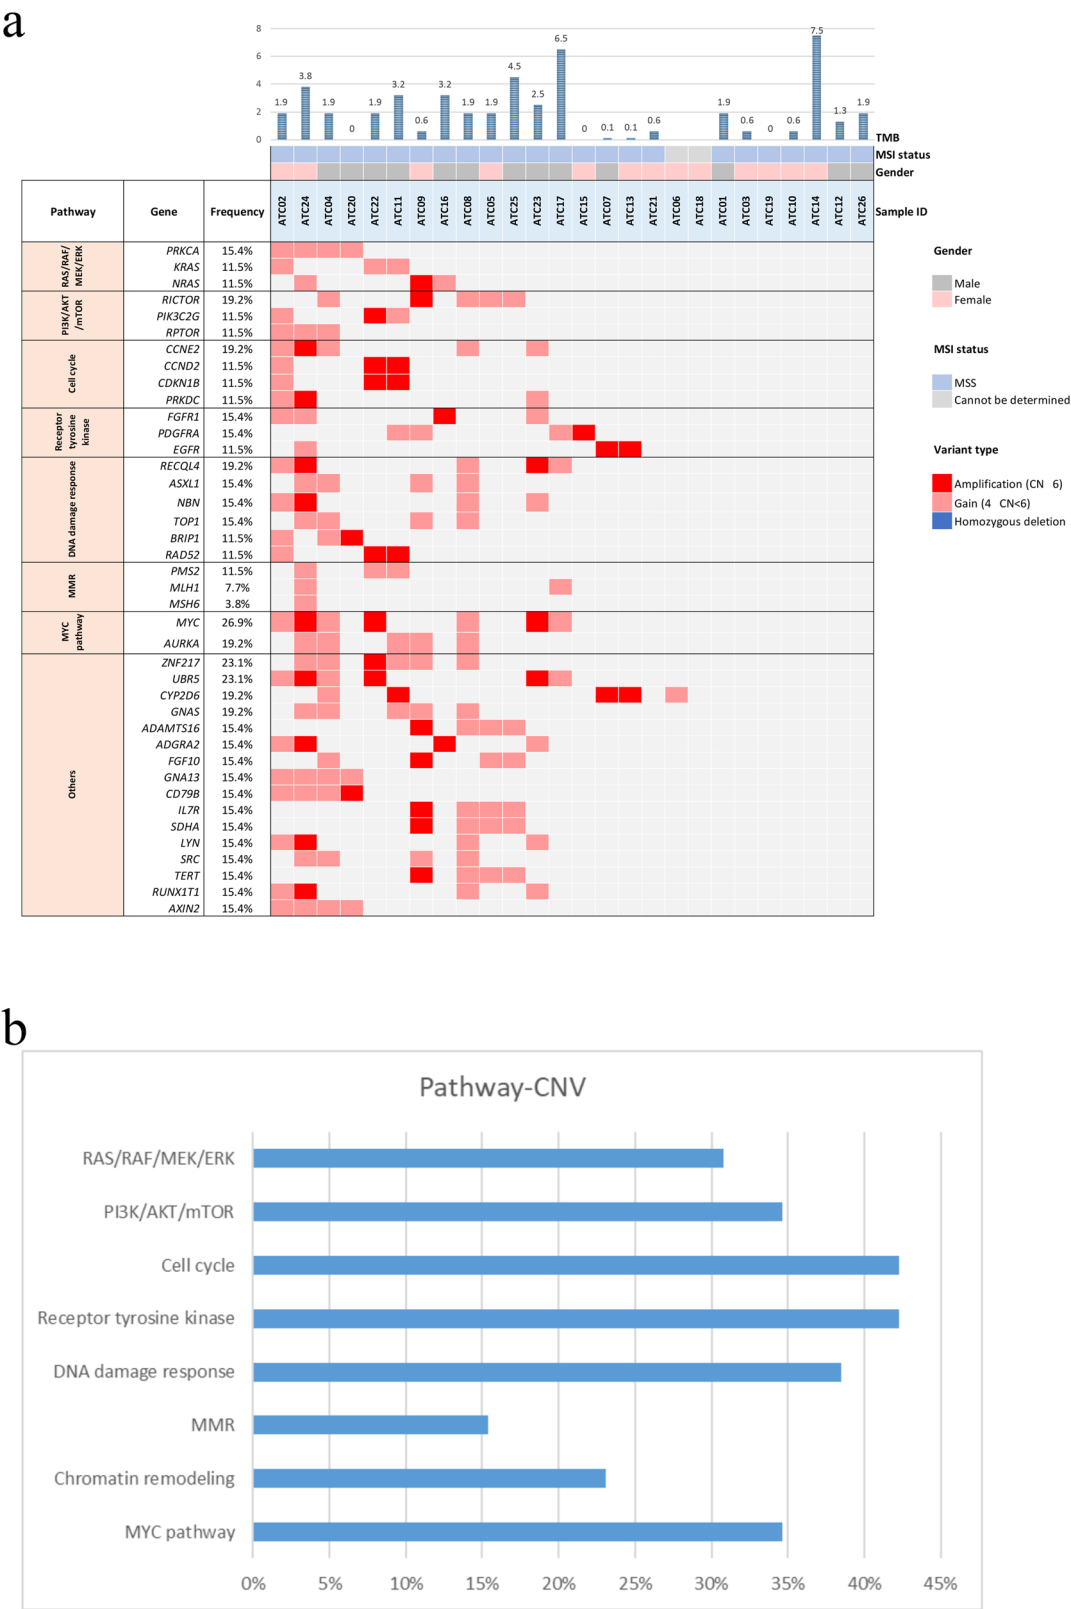 a
8
6
4
2
0
1.9 3.8 1.9 0 1.9 3.2 0.6 3.2 1.9 1.9 4.5 2.5 6.5 0 0.1 0.1 0.6 1.9 0.6 0 0.6 7.5 1.3 1.9
TMB
MSI status
Gender
Pathway Gene Frequency ATC02 ATC24 ATC04 ATC20 ATC22 ATC11 ATC09 ATC16 ATC08 ATC05 ATC25 ATC23 ATC17 ATC15 ATC07 ATC13 ATC21 ATC06 ATC18 ATC01 ATC03 ATC19 ATC10 ATC14 ATC12 ATC26 Sample ID
RAS/RAF/
MEK/ERK
PRKCA 15.4%
KRAS 11.5%
NRAS 11.5%
PI3K/AKT
/mTOR
RICTOR 19.2%
PIK3C2G 11.5%
RPTOR 11.5%
Cell cycle
CCNE2 19.2%
CCND2 11.5%
CDKN1B 11.5%
PRKDC 11.5%
Receptor
tyrosine
kinase
FGFR1 15.4%
PDGFRA 15.4%
EGFR 11.5%
DNA damage response
RECQL4 19.2%
ASXL1 15.4%
NBN 15.4%
TOP1 15.4%
BRIP1 11.5%
RAD52 11.5%
MMR
PMS2 11.5%
MLH1 7.7%
MSH6 3.8%
MYC
pathway
MYC 26.9%
AURKA 19.2%
Others
ZNF217 23.1%
UBR5 23.1%
CYP2D6 19.2%
GNAS 19.2%
ADAMTS16 15.4%
ADGRA2 15.4%
FGF10 15.4%
GNA13 15.4%
CD79B 15.4%
IL7R 15.4%
SDHA 15.4%
LYN 15.4%
SRC 15.4%
TERT 15.4%
RUNX1T1 15.4%
AXIN2 15.4%
Gender
Male
Female
MSI status
MSS
Cannot be determined
Variant type
Amplification (CN 6)
Gain (4 CN<6)
Homozygous deletion
b
Pathway-CNV
RAS/RAF/MEK/ERK
PI3K/AKT/mTOR
Cell cycle
Receptor tyrosine kinase
DNA damage response
MMR
Chromatin remodeling
MYC pathway
0% 5% 10% 15% 20% 25% 30% 35% 40% 45%